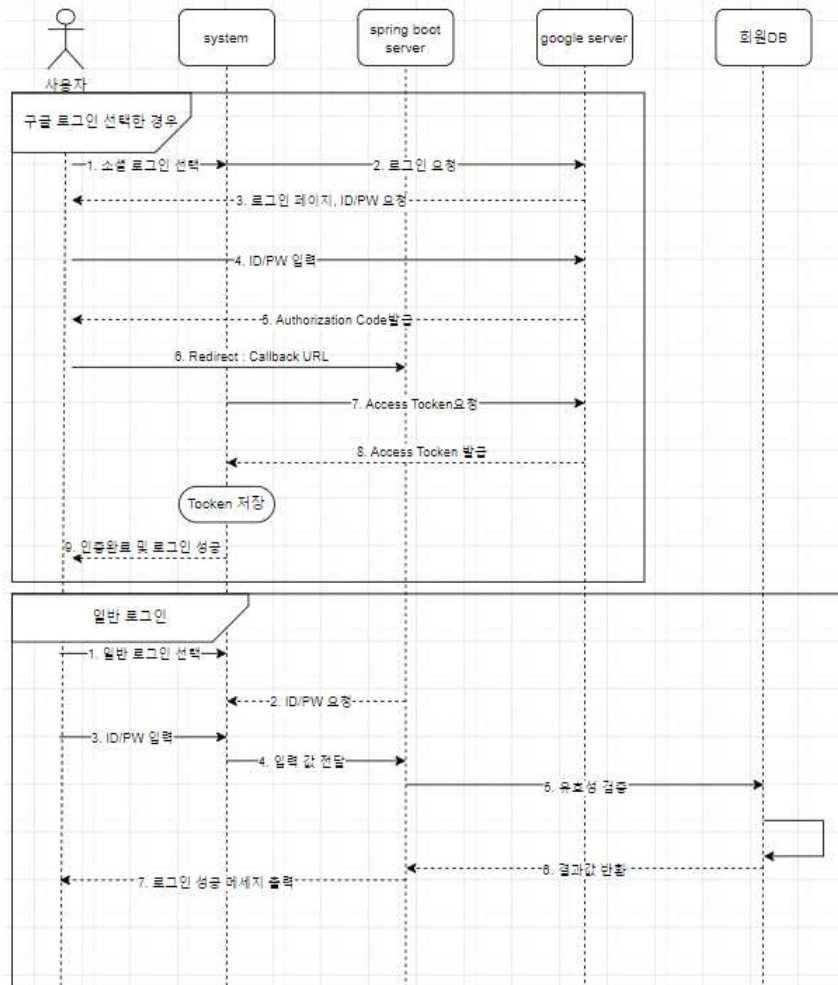 system
spring boot
server
google server
회원DB
사용자
구글 로그인 선택한 경우
1. 소셜 로그인 선택
2. 로그인 요청
3. 로그인 페이지, ID/PW 요청
4. ID/PW 입력
5. Authorization Code발급
6. Redirect : Callback URL
7. Access Tocken요청
8. Access Tocken 발급
Tocken 저장
9. 인증완료 및 로그인 성공
일반 로그인
1. 일반 로그인 선택
2. ID/PW 요청
3. ID/PW 입력
4. 입력 값 전달
5. 유효성 검증
6. 결과값 반환
7. 로그인 성공 메세지 출력